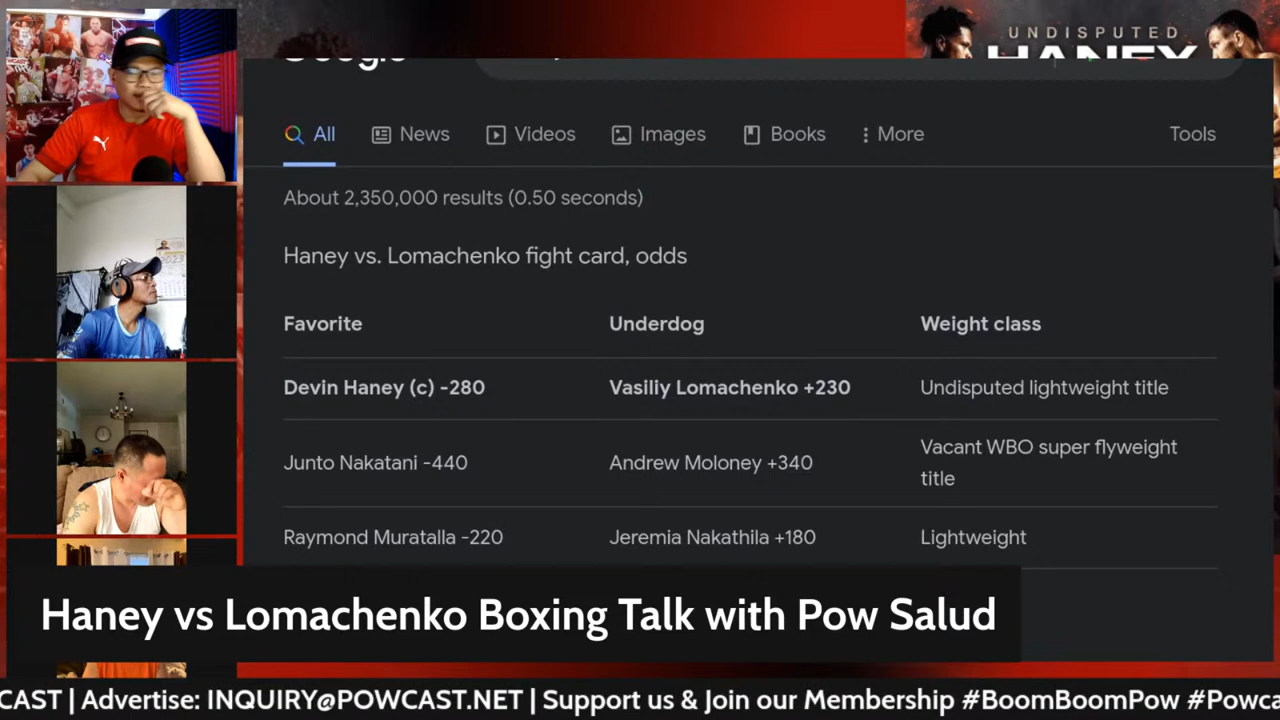 UNDISPUTED
HANEY
Google
All News Videos Images Books More Tools
About 2,350,000 results (0.50 seconds)
Haney vs. Lomachenko fight card, odds
Favorite Underdog Weight class
Devin Haney (c) -280 Vasiliy Lomachenko +230 Undisputed lightweight title
Junto Nakatani -440 Andrew Moloney +340 Vacant WBO super flyweight
title
Raymond Muratalla -220 Jeremia Nakathila +180 Lightweight
Haney vs Lomachenko Boxing Talk with Pow Salud
CAST | Advertise: INQUIRY@POWCAST.NET | Support us & Join our Membership #BoomBoomPow #Powca